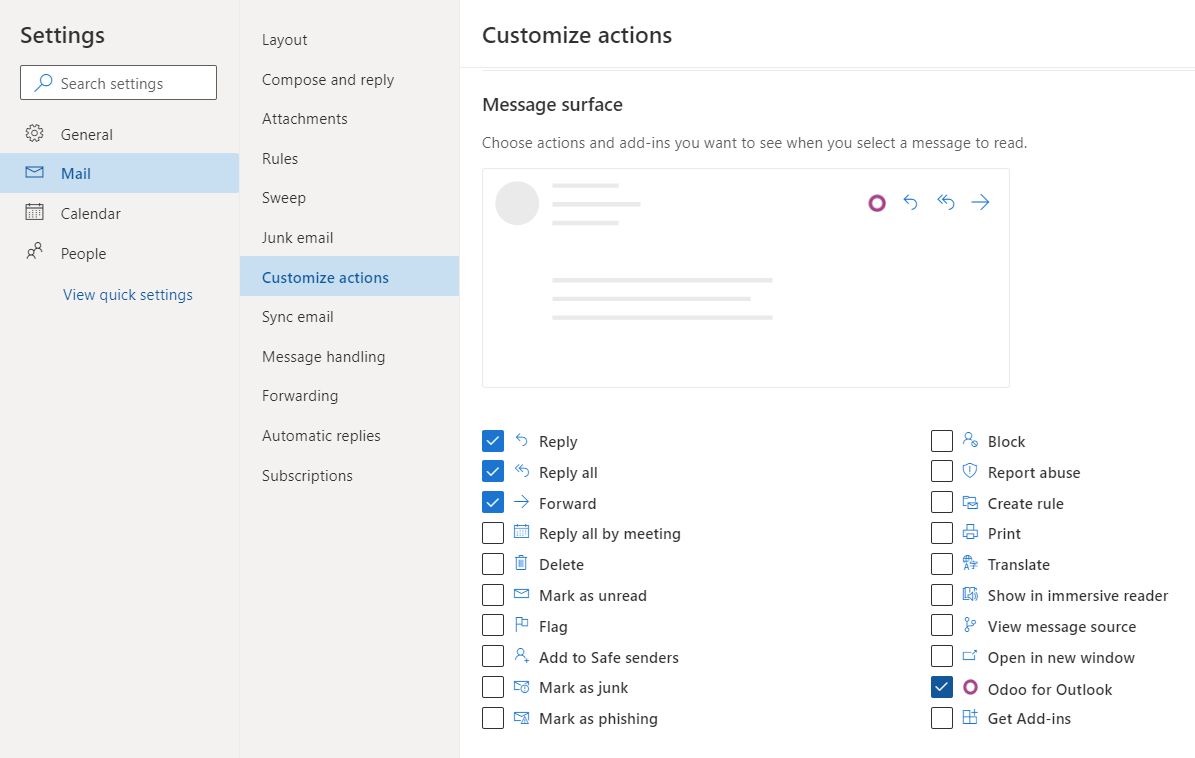 Settings
Search settings
General
Mail
Calendar
People
View quick settings
Layout
Compose and reply
Attachments
Rules
Sweep
Junk email
Customize actions
Sync email
Message handling
Forwarding
Automatic replies
Subscriptions
Customize actions
Message surface
Choose actions and add-ins you want to see when you select a message to read.
Reply
Reply all
Forward
Reply all by meeting
Delete
Mark as unread
Flag
Add to Safe senders
Mark as junk
Mark as phishing
Block
Report abuse
Create rule
Print
Translate
Show in immersive reader
View message source
Open in new window
Odoo for Outlook
Get Add-ins